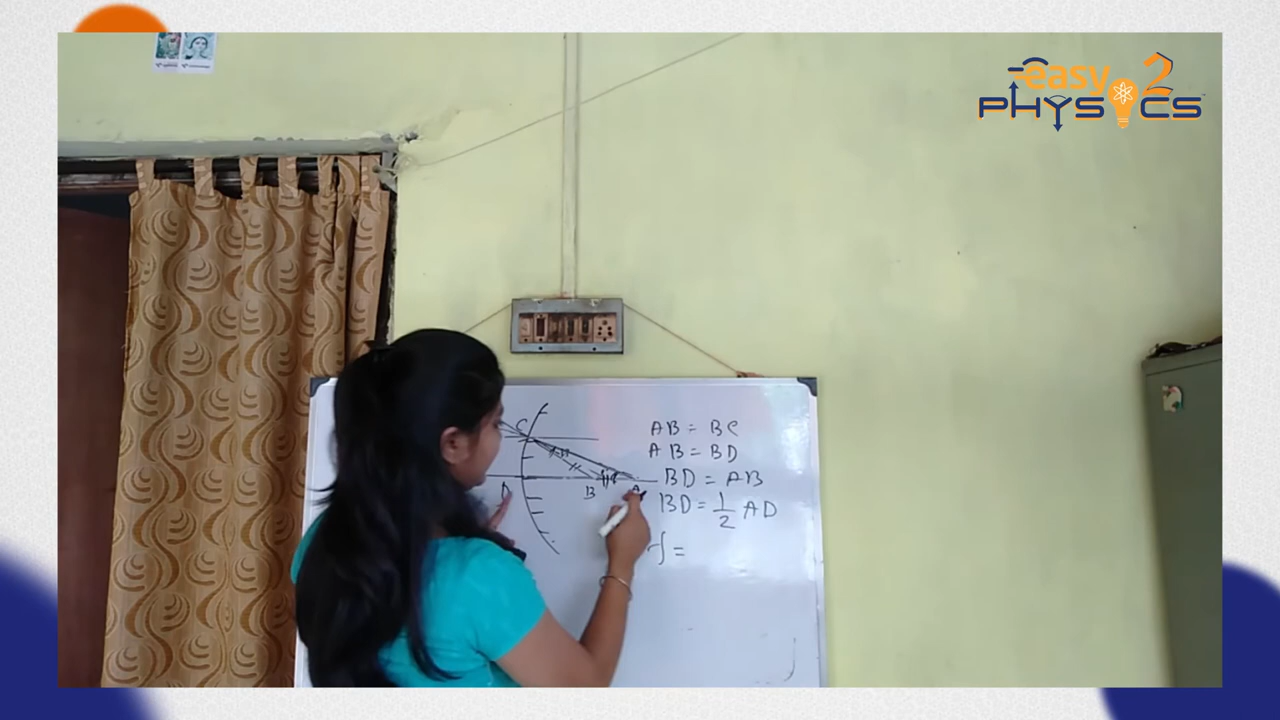 easy 2
PHYSICS
C
D
B
A
AB = BC
AB = BD
BD = AB
BD = 1/2 AD
-f =